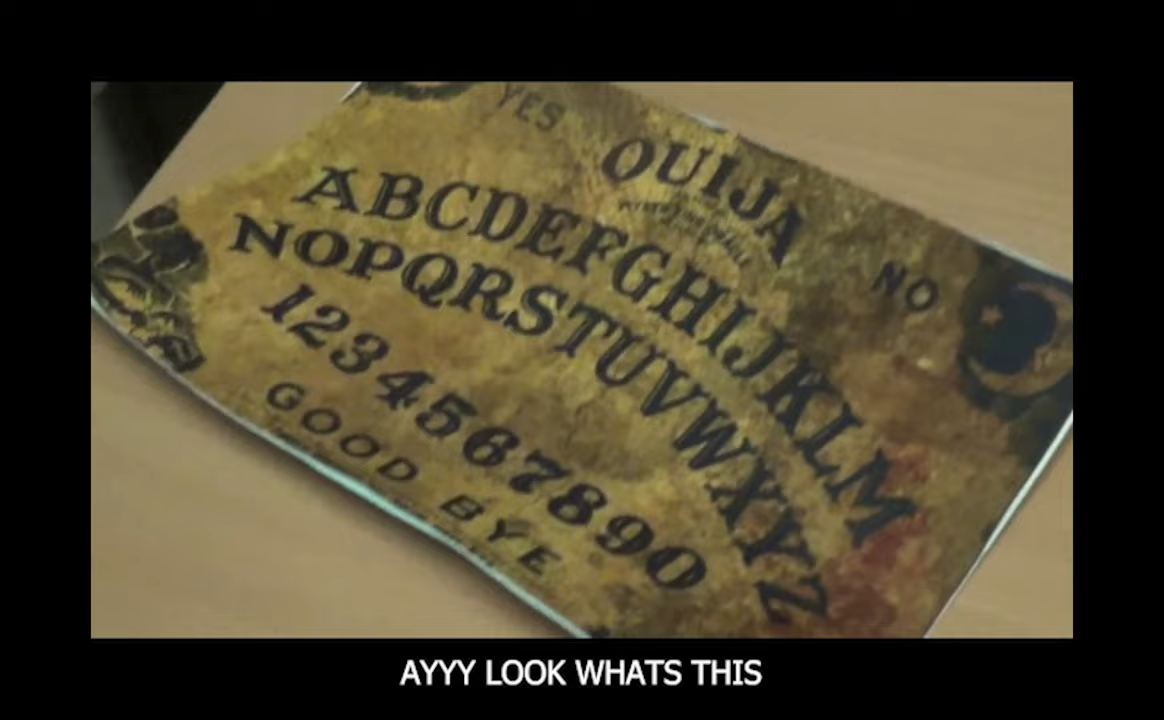 YES
OUIJA
NO
ABCDEFGHIJKLM
NOPQRSTUVWXYZ
1234567890
GOOD BYE
AYYY LOOK WHATS THIS